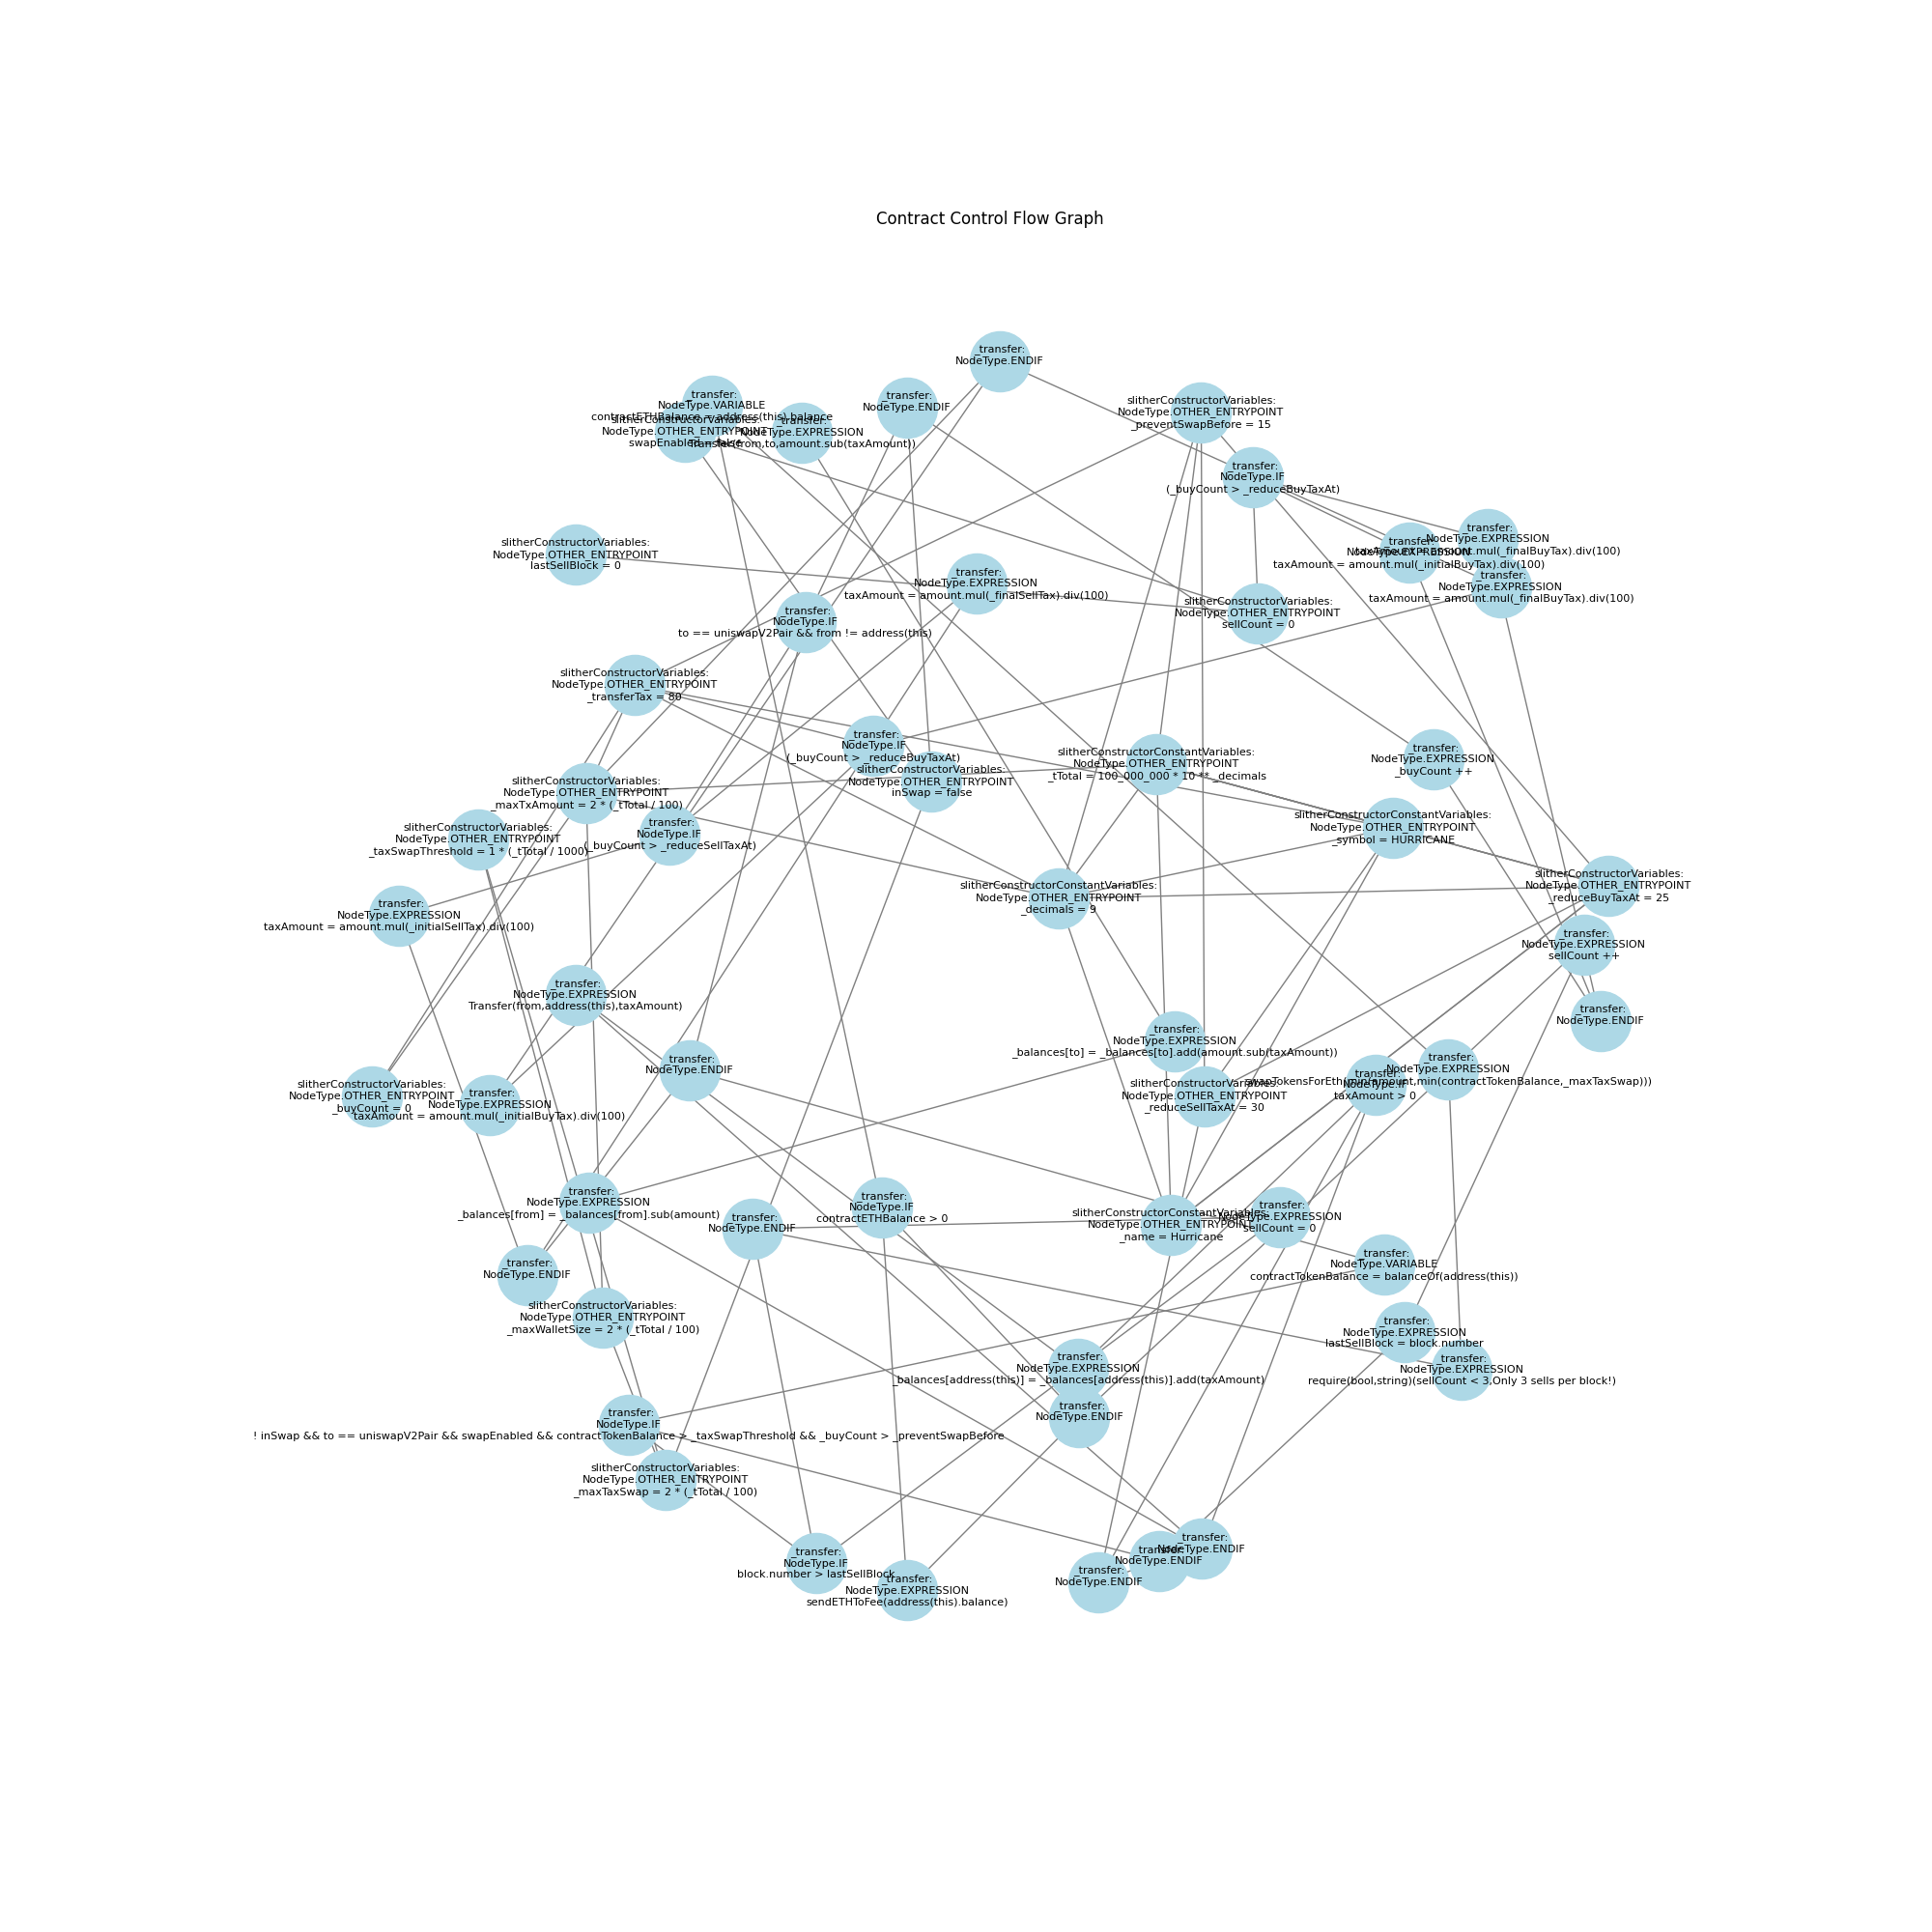 Contract Control Flow Graph
_transfer:
NodeType.ENDIF
_transfer:
NodeType.VARIABLE
contractETHBalance = address(this).balance
slitherConstructorVariables:
NodeType.OTHER_ENTRYPOINT
swapEnabled = false
_transfer:
NodeType.EXPRESSION
Transfer(from,to,amount.sub(taxAmount))
_transfer:
NodeType.ENDIF
slitherConstructorVariables:
NodeType.OTHER_ENTRYPOINT
_preventSwapBefore = 15
_transfer:
NodeType.IF
(_buyCount > _reduceBuyTaxAt)
_transfer:
NodeType.EXPRESSION
taxAmount = amount.mul(_finalBuyTax).div(100)
_transfer:
NodeType.EXPRESSION
taxAmount = amount.mul(_initialBuyTax).div(100)
_transfer:
NodeType.EXPRESSION
taxAmount = amount.mul(_finalBuyTax).div(100)
slitherConstructorVariables:
NodeType.OTHER_ENTRYPOINT
lastSellBlock = 0
_transfer:
NodeType.EXPRESSION
taxAmount = amount.mul(_finalSellTax).div(100)
slitherConstructorVariables:
NodeType.OTHER_ENTRYPOINT
sellCount = 0
_transfer:
NodeType.IF
to == uniswapV2Pair && from != address(this)
slitherConstructorVariables:
NodeType.OTHER_ENTRYPOINT
_transferTax = 80
_transfer:
NodeType.IF
(_buyCount > _reduceBuyTaxAt)
slitherConstructorVariables:
NodeType.OTHER_ENTRYPOINT
inSwap = false
slitherConstructorConstantVariables:
NodeType.OTHER_ENTRYPOINT
_tTotal = 100_000_000 * 10 ** _decimals
_transfer:
NodeType.EXPRESSION
_buyCount ++
slitherConstructorVariables:
NodeType.OTHER_ENTRYPOINT
_maxTxAmount = 2 * (_tTotal / 100)
slitherConstructorVariables:
NodeType.OTHER_ENTRYPOINT
_taxSwapThreshold = 1 * (_tTotal / 1000)
_transfer:
NodeType.IF
(_buyCount > _reduceSellTaxAt)
slitherConstructorConstantVariables:
NodeType.OTHER_ENTRYPOINT
_symbol = HURRICANE
slitherConstructorConstantVariables:
NodeType.OTHER_ENTRYPOINT
_decimals = 9
slitherConstructorVariables:
NodeType.OTHER_ENTRYPOINT
_reduceBuyTaxAt = 25
_transfer:
NodeType.EXPRESSION
taxAmount = amount.mul(_initialSellTax).div(100)
_transfer:
NodeType.EXPRESSION
sellCount ++
_transfer:
NodeType.EXPRESSION
Transfer(from,address(this),taxAmount)
_transfer:
NodeType.ENDIF
_transfer:
NodeType.EXPRESSION
_balances[to] = _balances[to].add(amount.sub(taxAmount))
_transfer:
NodeType.ENDIF
slitherConstructorVariables:
NodeType.OTHER_ENTRYPOINT
_buyCount = 0
_transfer:
NodeType.EXPRESSION
taxAmount = amount.mul(_initialBuyTax).div(100)
slitherConstructorVariables:
NodeType.OTHER_ENTRYPOINT
_reduceSellTaxAt = 30
_transfer:
NodeType.IF
taxAmount > 0
_transfer:
NodeType.EXPRESSION
swapTokensForEth(min(amount,min(contractTokenBalance,_maxTaxSwap)))
_transfer:
NodeType.EXPRESSION
_balances[from] = _balances[from].sub(amount)
_transfer:
NodeType.ENDIF
_transfer:
NodeType.IF
contractETHBalance > 0
slitherConstructorConstantVariables:
NodeType.OTHER_ENTRYPOINT
_name = Hurricane
_transfer:
NodeType.EXPRESSION
sellCount = 0
_transfer:
NodeType.VARIABLE
contractTokenBalance = balanceOf(address(this))
_transfer:
NodeType.ENDIF
slitherConstructorVariables:
NodeType.OTHER_ENTRYPOINT
_maxWalletSize = 2 * (_tTotal / 100)
_transfer:
NodeType.EXPRESSION
lastSellBlock = block.number
_transfer:
NodeType.EXPRESSION
require(bool,string)(sellCount < 3,Only 3 sells per block!)
_transfer:
NodeType.EXPRESSION
_balances[address(this)] = _balances[address(this)].add(taxAmount)
_transfer:
NodeType.ENDIF
_transfer:
NodeType.IF
! inSwap && to == uniswapV2Pair && swapEnabled && contractTokenBalance > _taxSwapThreshold && _buyCount > _preventSwapBefore
slitherConstructorVariables:
NodeType.OTHER_ENTRYPOINT
_maxTaxSwap = 2 * (_tTotal / 100)
_transfer:
NodeType.IF
block.number > lastSellBlock
_transfer:
NodeType.EXPRESSION
sendETHToFee(address(this).balance)
_transfer:
NodeType.ENDIF
_transfer:
NodeType.ENDIF
_transfer:
NodeType.ENDIF